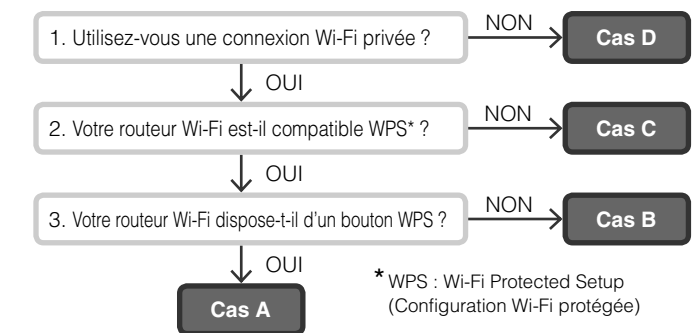 1. Utilisez-vous une connexion Wi-Fi privée ?
NON
Cas D
OUI
2. Votre routeur Wi-Fi est-il compatible WPS* ?
NON
Cas C
OUI
3. Votre routeur Wi-Fi dispose-t-il d'un bouton WPS ?
NON
Cas B
OUI
Cas A
* WPS : Wi-Fi Protected Setup
(Configuration Wi-Fi protégée)